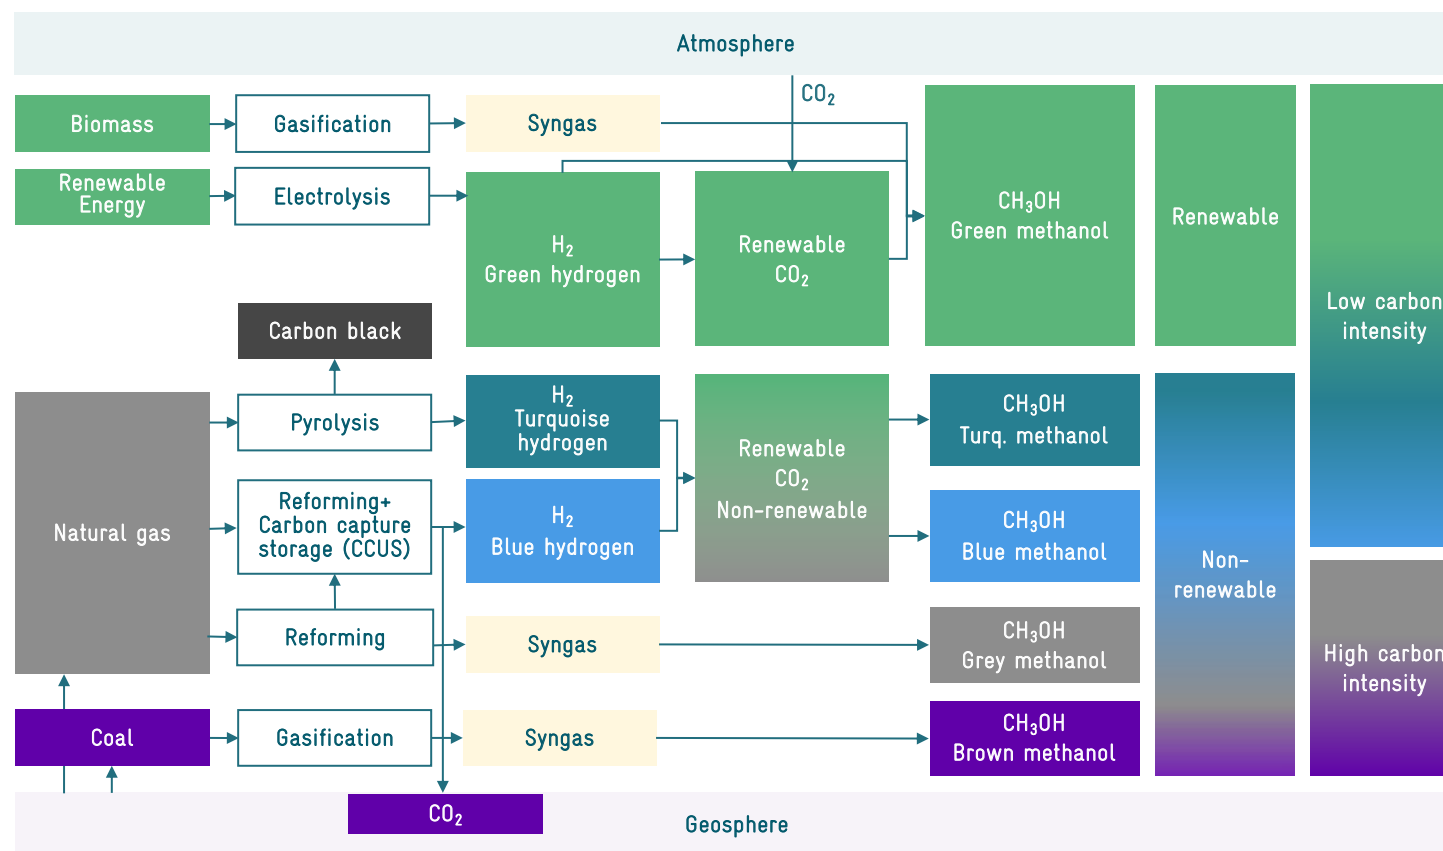 Atmosphere
CO₂
Biomass
Gasification
Syngas
Renewable
Energy
Electrolysis
H₂
Green hydrogen
Renewable
CO₂
CH₃OH
Green methanol
Renewable
Low carbon
intensity
Carbon black
Natural gas
Pyrolysis
H₂
Turquoise
hydrogen
Reforming+
Carbon capture
storage (CCUS)
H₂
Blue hydrogen
Renewable
CO₂
Non-renewable
CH₃OH
Turq. methanol
CH₃OH
Blue methanol
Non-
renewable
Reforming
Syngas
CH₃OH
Grey methanol
High carbon
intensity
Coal
Gasification
Syngas
CH₃OH
Brown methanol
CO₂
Geosphere